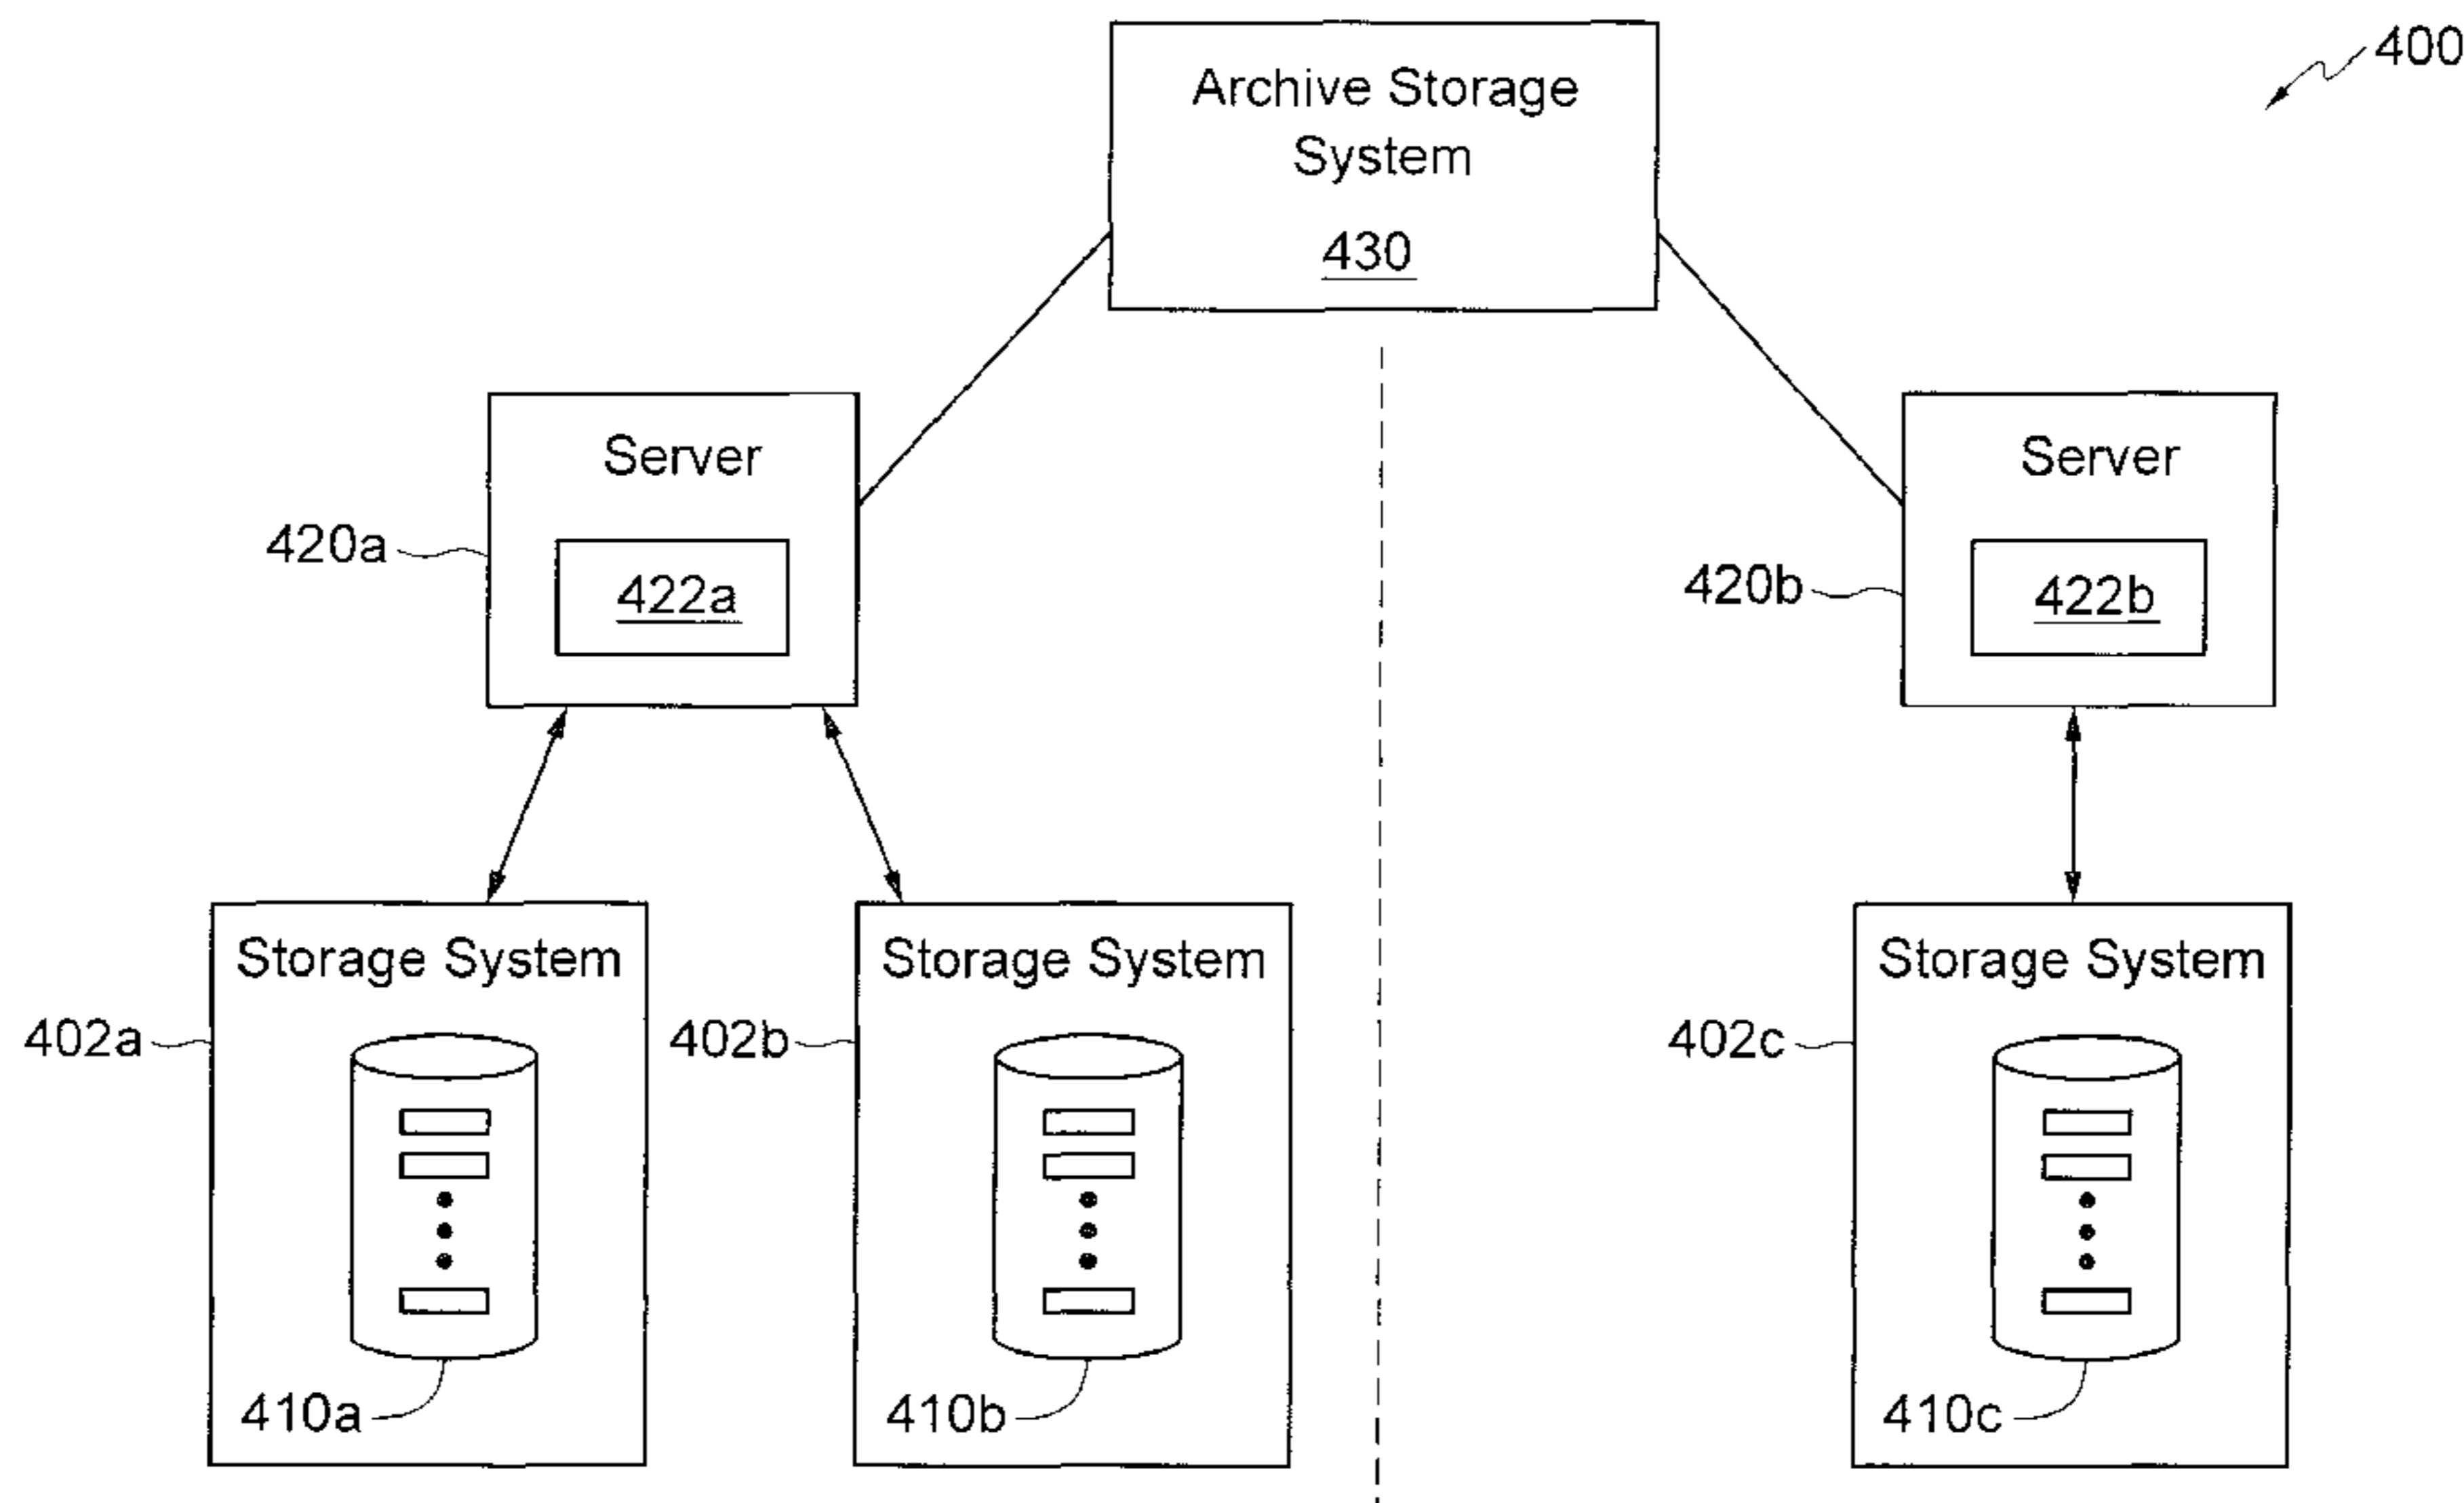 400
Archive Storage
System
430
Server
Server
420a
422a
420b
422b
Storage System
Storage System
Storage System
402a
402b
402c
410a
410b
410c